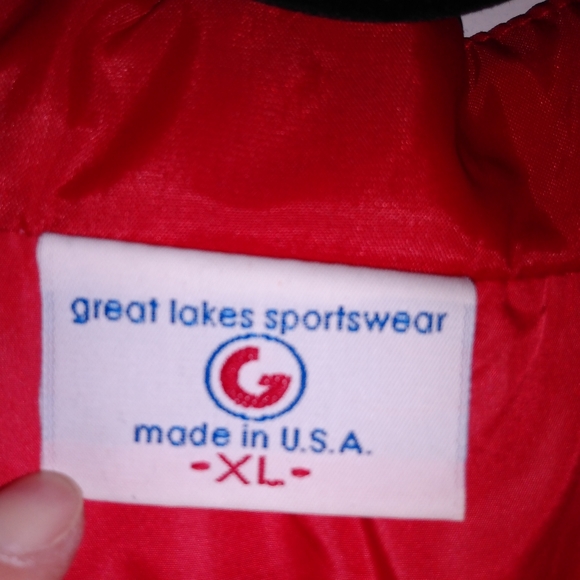 great lakes sportswear
G
made in U.S.A.
-XL-